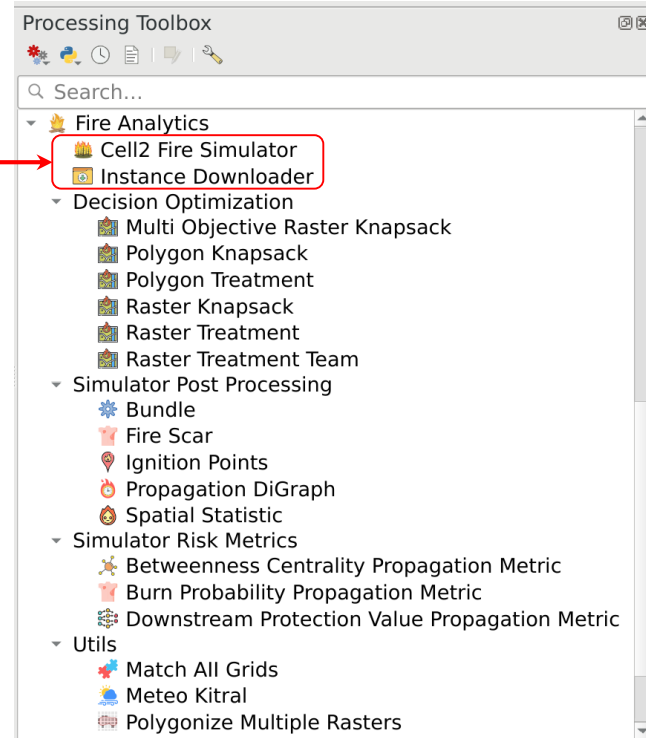 Processing Toolbox
Search...
Fire Analytics
Cell2 Fire Simulator
Instance Downloader
Decision Optimization
Multi Objective Raster Knapsack
Polygon Knapsack
Polygon Treatment
Raster Knapsack
Raster Treatment
Raster Treatment Team
Simulator Post Processing
Bundle
Fire Scar
Ignition Points
Propagation DiGraph
Spatial Statistic
Simulator Risk Metrics
Betweenness Centrality Propagation Metric
Burn Probability Propagation Metric
Downstream Protection Value Propagation Metric
Utils
Match All Grids
Meteo Kitral
Polygonize Multiple Rasters